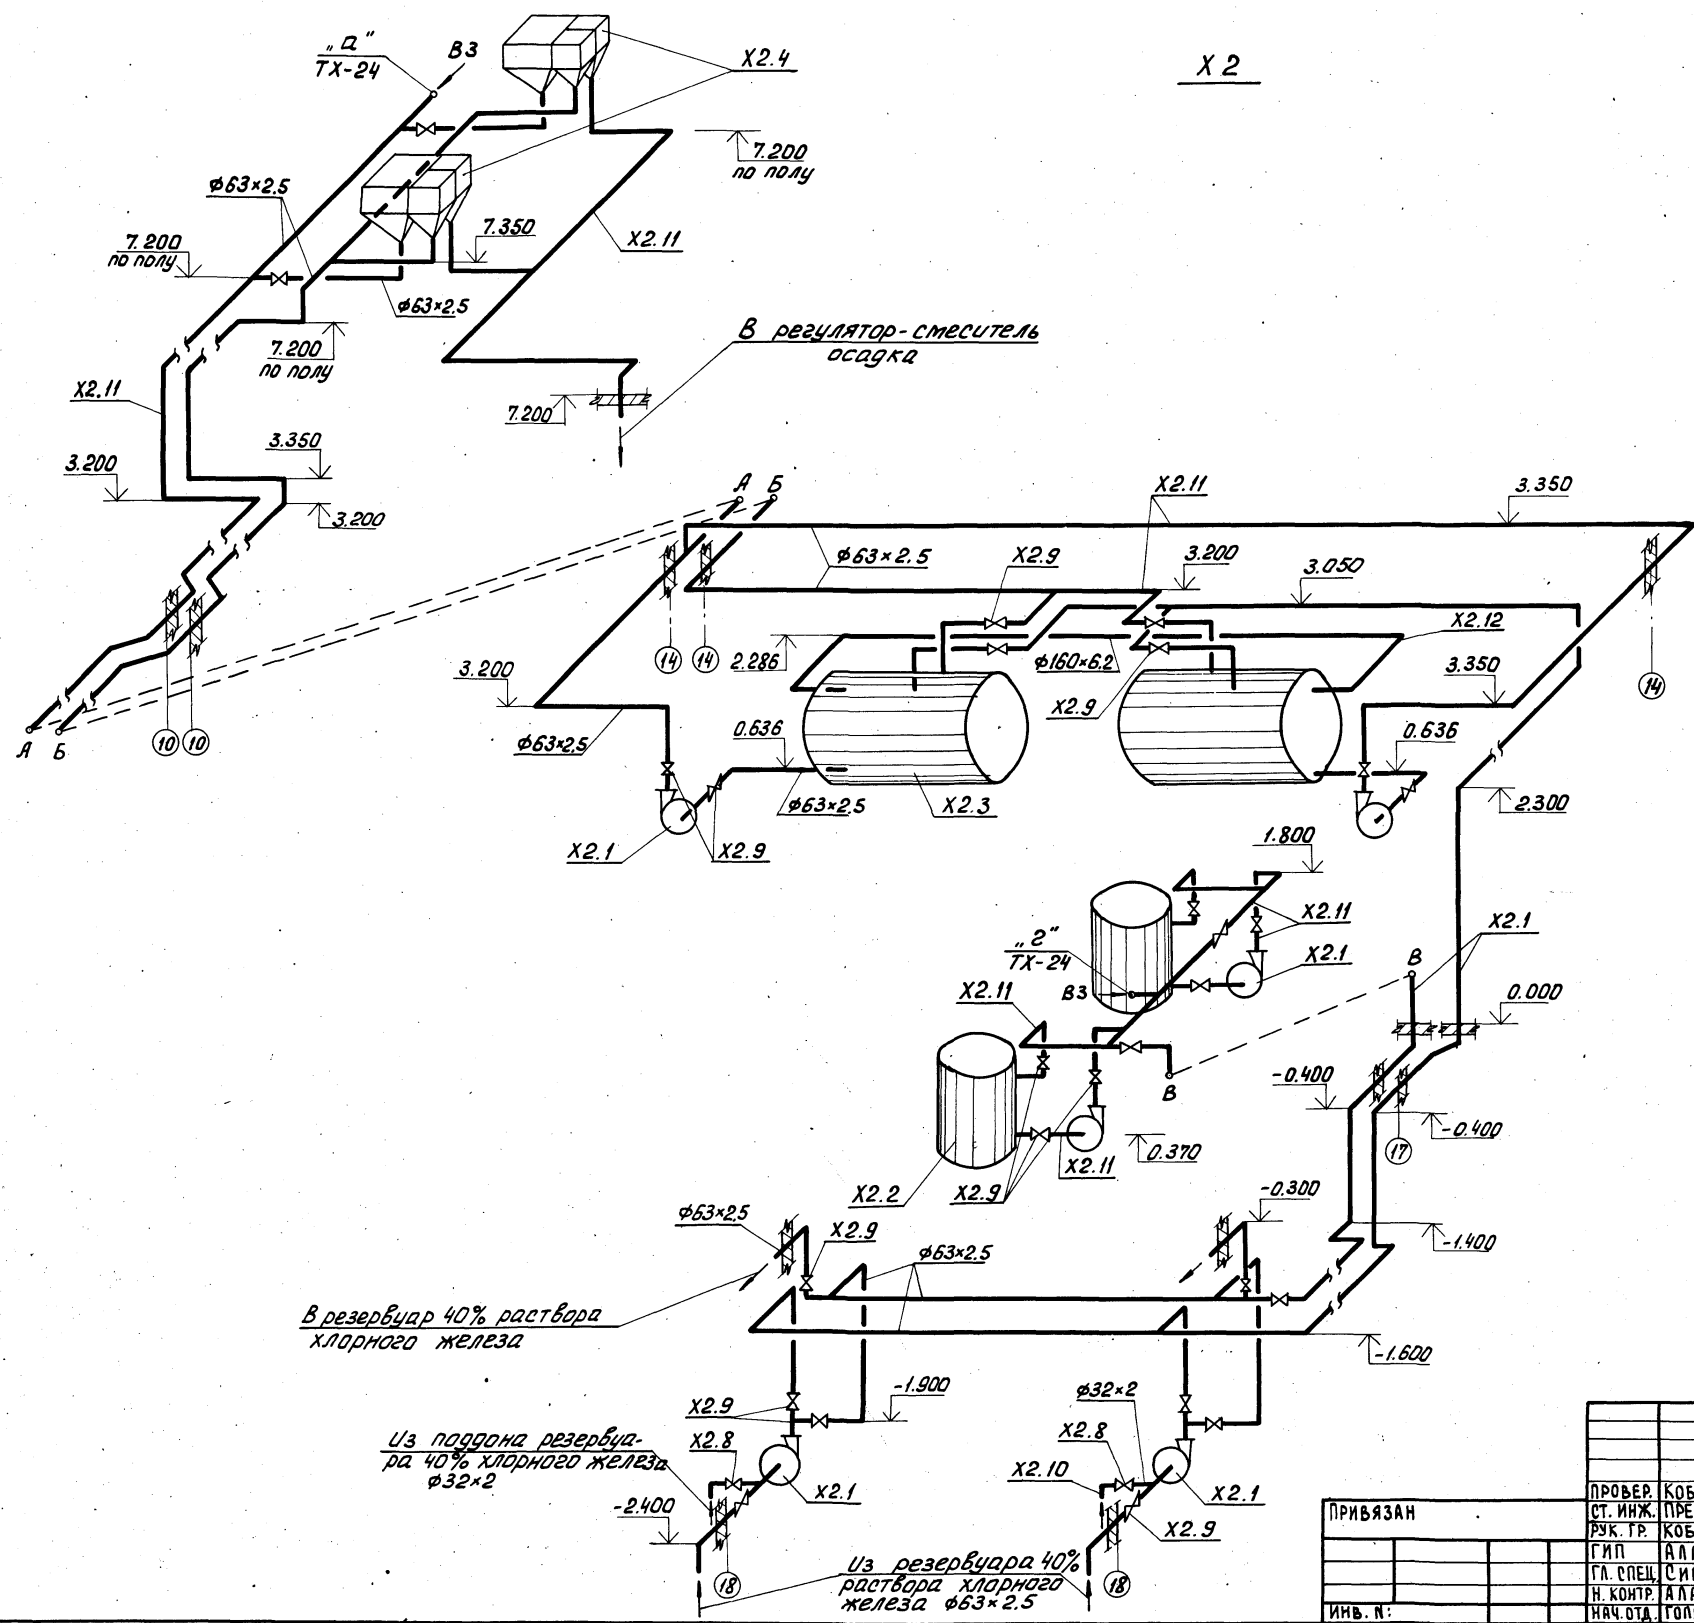 Х2
„а"
ТХ-24
В3
Х2.4
7.200
по полу
ф63×2.5
7.200
по полу
7.350
Х2.11
ф63×2.5
7.200
по полу
В регулятор-смеситель
осадка
Х2.11
7.200
3.350
3.200
3.200
А
Б
Х2.11
3.350
ф63×2.5
Х2.9
3.200
3.050
Х2.12
14
14
2.286
ф160×6.2
3.350
14
3.200
Х2.9
А
Б
10
10
ф63×2.5
0.636
0.636
ф63×2.5
Х2.3
2.300
Х2.1
Х2.9
1.800
Х2.11
„г"
ТХ-24
Х2.1
Х2.1
В
В3
Х2.11
0.000
-0.400
В
-0.400
0.370
17
Х2.11
Х2.2
Х2.9
-0.300
ф63×2.5
Х2.9
ф63×2.5
-1.400
В резервуар 40% раствора
хлорного железа
-1.600
-1.900
ф32×2
Х2.9
Из поддона резервуа-
ра 40% хлорного железа
ф32×2
Х2.8
Х2.8
Х2.10
Х2.1
Х2.1
-2.400
Х2.9
18
18
Из резервуара 40%
раствора хлорного
железа ф63×2.5
ПРИВЯЗАН
ИНВ. N:
ПРОВЕР. КОБ
СТ. ИНЖ. ПРЕ
РУК. ГР. КОБ
ГИП
ГЛ. СПЕЦ.
Н. КОНТР.
НАЧ. ОТД. ГОЛ